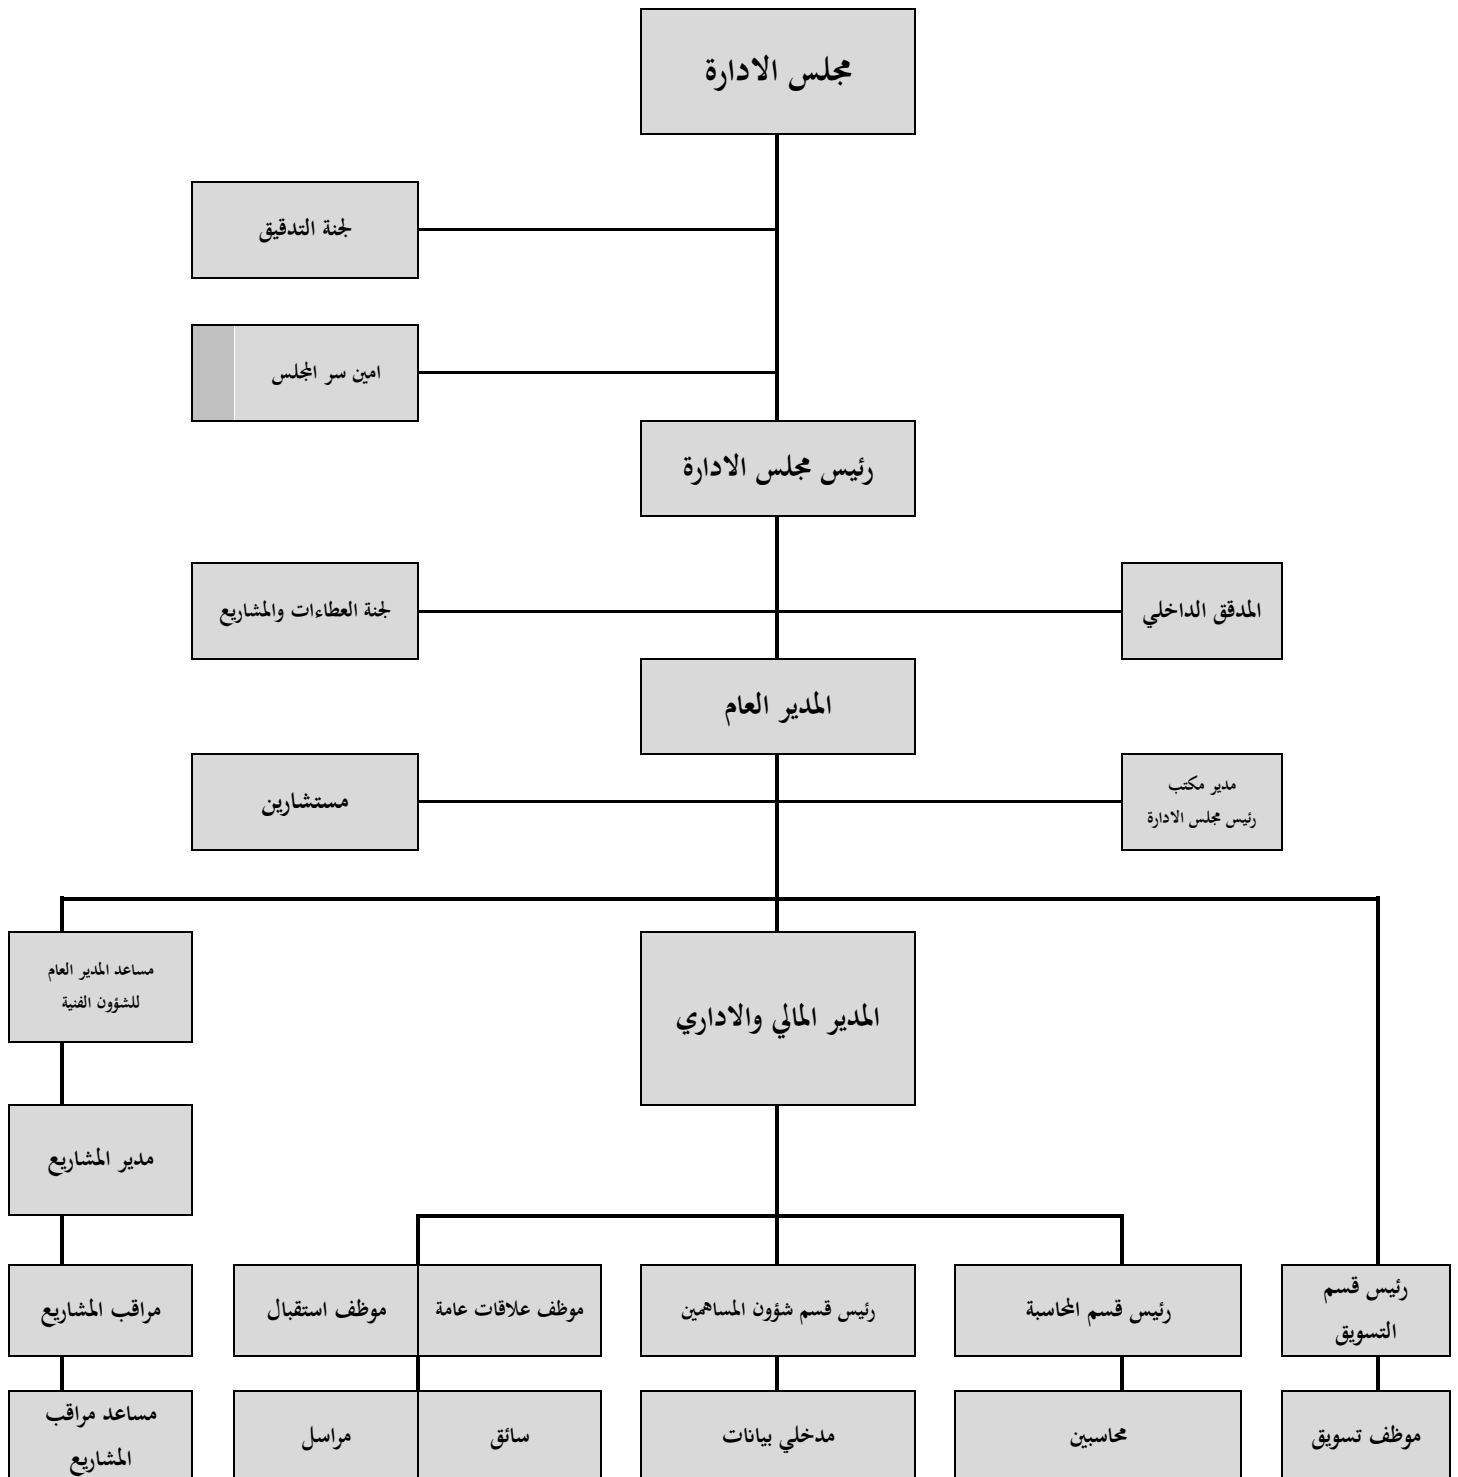 مجلس الادارة
لجنة التدقيق
امين سر المجلس
رئيس مجلس الادارة
المدقق الداخلي
لجنة العطاءات والمشاريع
المدير العام
مدير مكتب
رئيس مجلس الادارة
مستشارين
المدير المالي والاداري
مساعد المدير العام
للشؤون الفنية
مدير المشاريع
رئيس قسم
التسويق
رئيس قسم المحاسبة
رئيس قسم شؤون المساهمين
موظف علاقات عامة
موظف استقبال
مراقب المشاريع
موظف تسويق
محاسبين
مدخلي بيانات
سائق
مراسل
مساعد مراقب
المشاريع